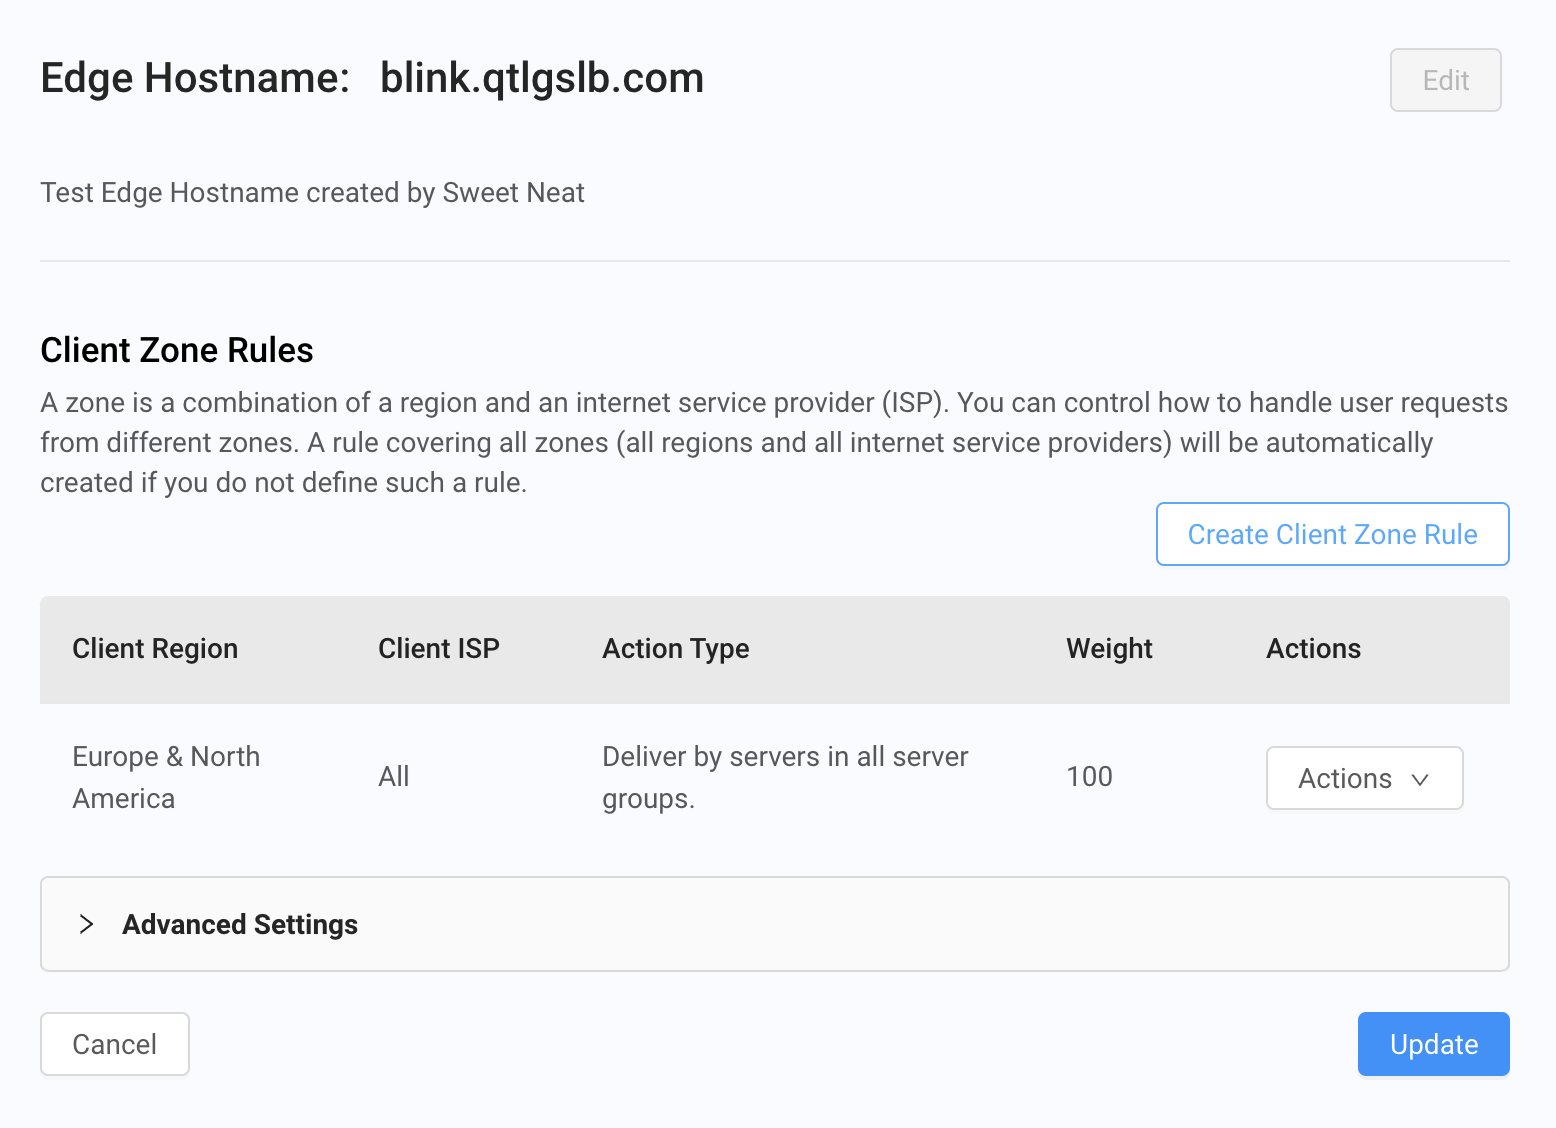 Edge Hostname: blink.qtlgslb.com
Edit
Test Edge Hostname created by Sweet Neat
Client Zone Rules
A zone is a combination of a region and an internet service provider (ISP). You can control how to handle user requests
from different zones. A rule covering all zones (all regions and all internet service providers) will be automatically
created if you do not define such a rule.
Create Client Zone Rule
Client Region Client ISP Action Type Weight Actions
Europe & North
America
All
Deliver by servers in all server
groups.
100
Actions
Advanced Settings
Cancel
Update